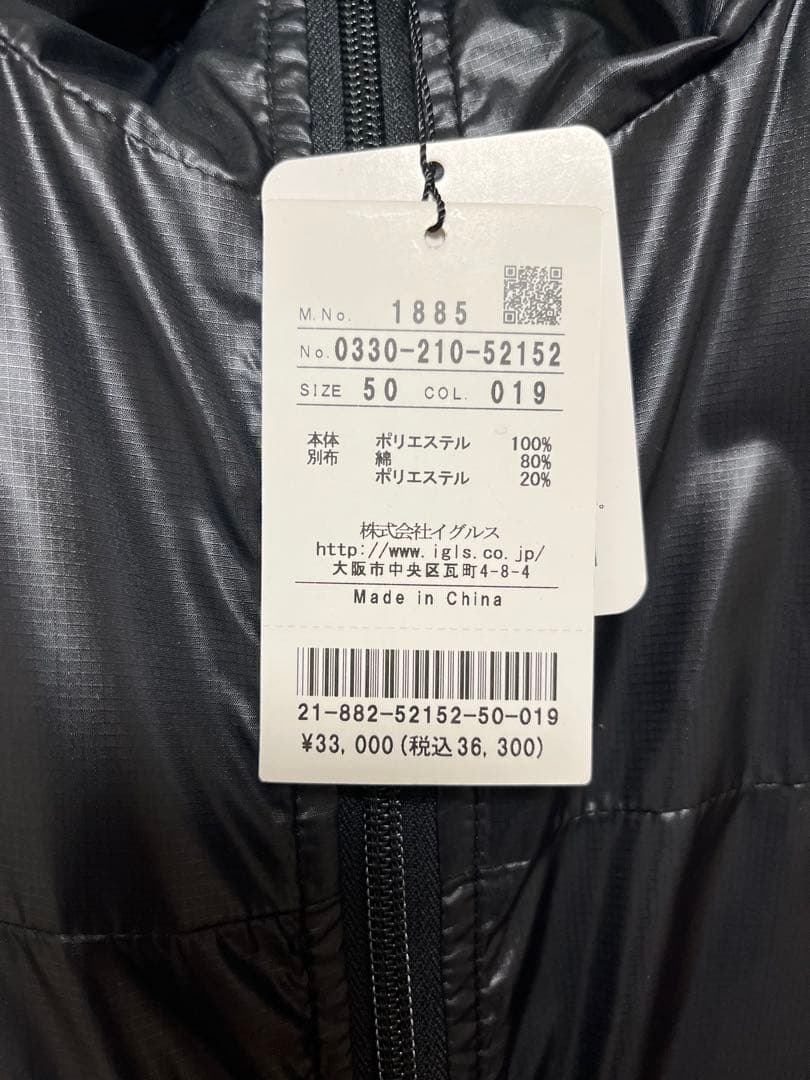 M.No. 1885
No. 0330-210-52152
SIZE 50 COL. 019
本体 ポリエステル 100%
別布 綿 80%
ポリエステル 20%
株式会社イグルス
http://www.igls.co.jp/
大阪市中央区瓦町4-8-4
Made in China
21-882-52152-50-019
¥33,000(税込36,300)